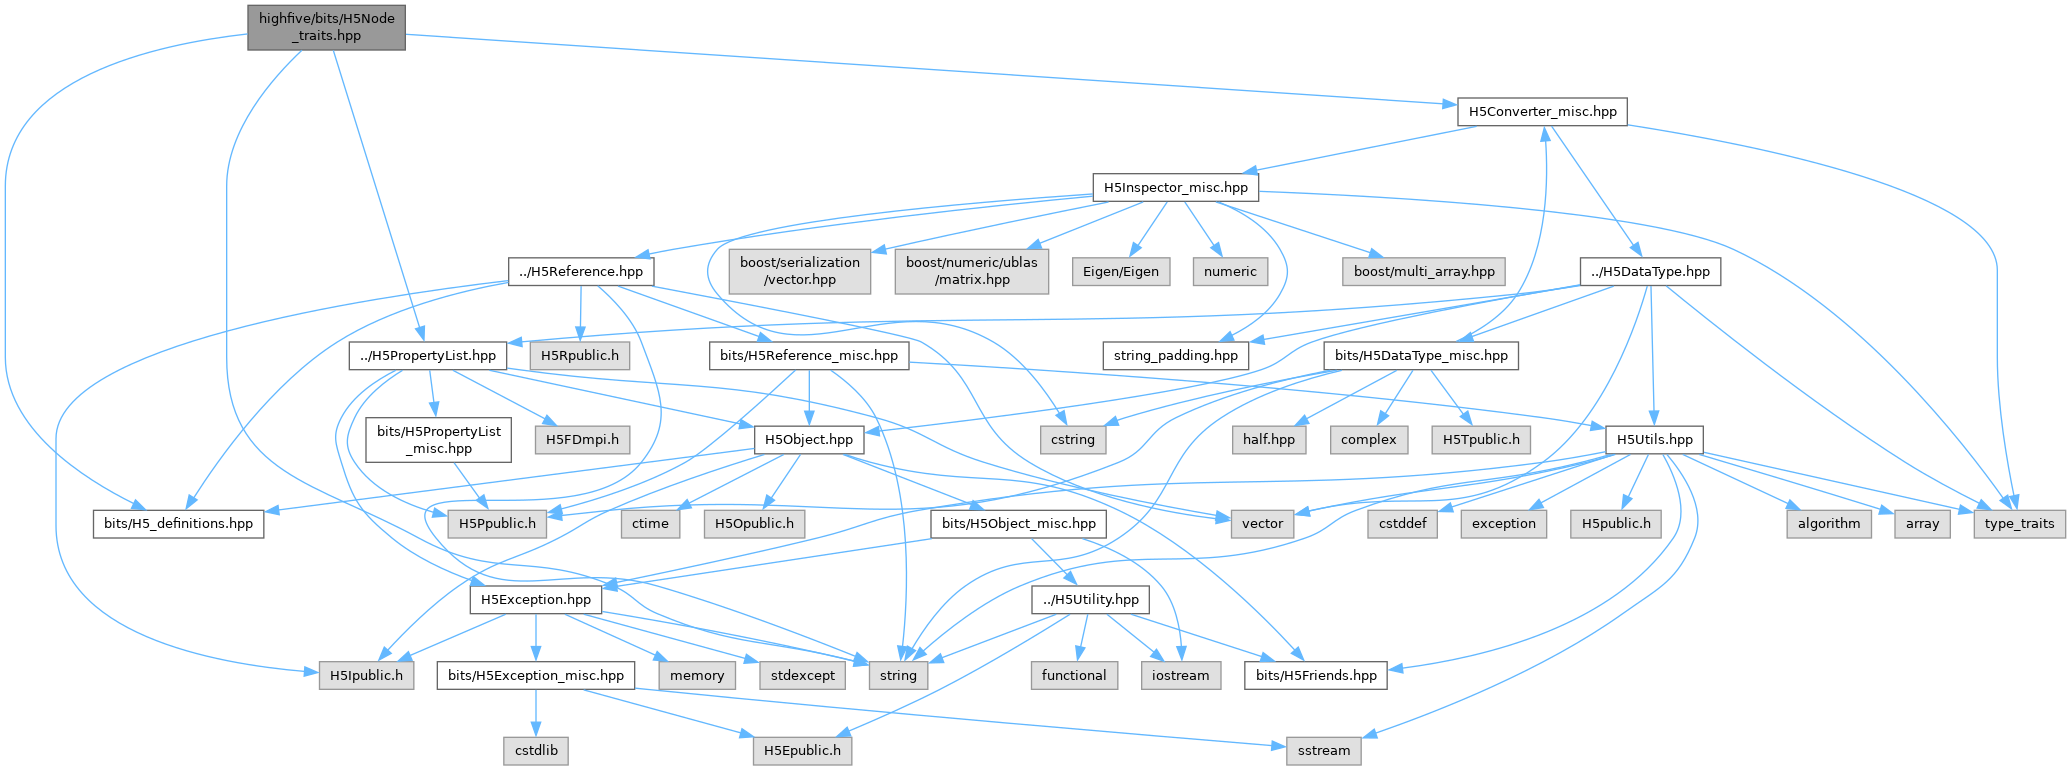 highfive/bits/H5Node
_traits.hpp
H5Converter_misc.hpp
H5Inspector_misc.hpp
../H5Reference.hpp
boost/serialization
/vector.hpp
boost/numeric/ublas
/matrix.hpp
Eigen/Eigen
numeric
boost/multi_array.hpp
../H5DataType.hpp
../H5PropertyList.hpp
H5Rpublic.h
bits/H5Reference_misc.hpp
string_padding.hpp
bits/H5DataType_misc.hpp
bits/H5PropertyList
_misc.hpp
H5FDmpi.h
H5Object.hpp
cstring
half.hpp
complex
H5Tpublic.h
H5Utils.hpp
bits/H5_definitions.hpp
H5Ppublic.h
ctime
H5Opublic.h
bits/H5Object_misc.hpp
vector
cstddef
exception
H5public.h
algorithm
array
type_traits
H5Exception.hpp
../H5Utility.hpp
H5Ipublic.h
bits/H5Exception_misc.hpp
memory
stdexcept
string
functional
iostream
bits/H5Friends.hpp
cstdlib
H5Epublic.h
sstream